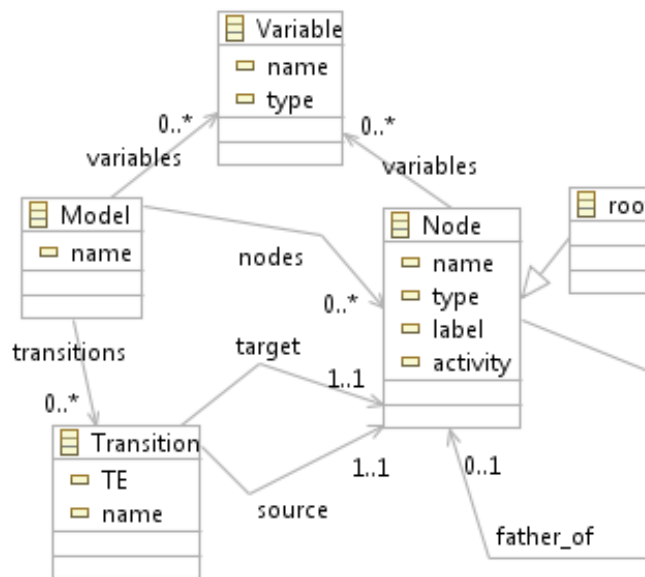 Variable
name
type
0..*
0..*
variables
variables
Model
name
Node
name
type
label
activity
nodes
0..*
transitions
0..*
target
1..1
Transition
TE
name
source
1..1
0..1
father_of